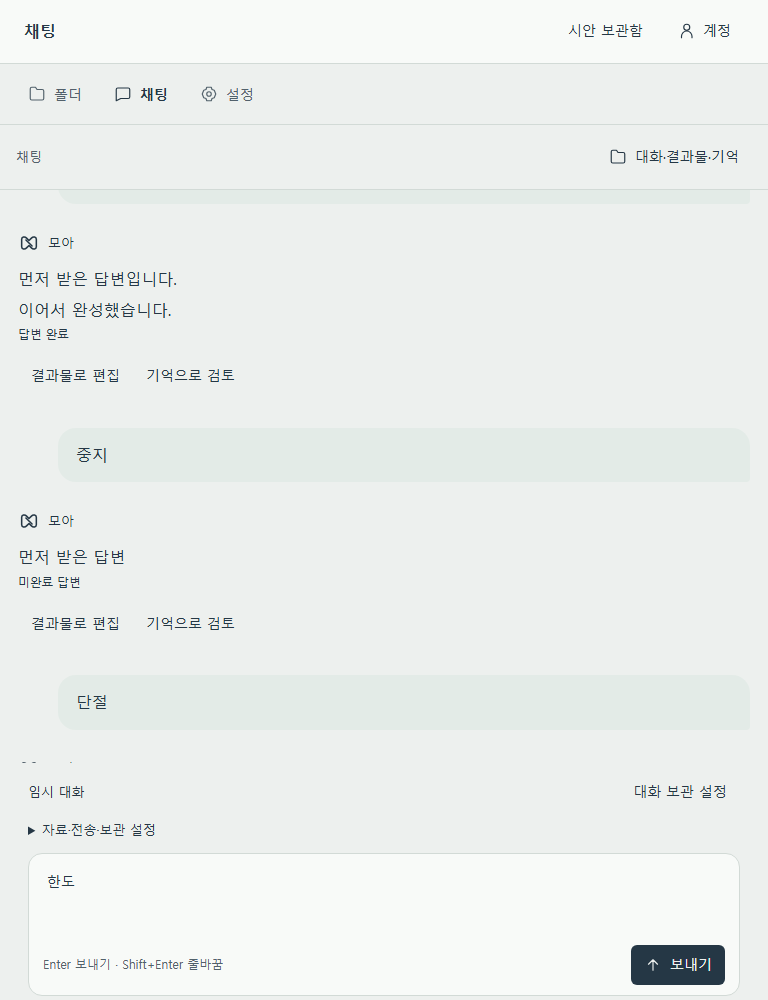 채팅
시안 보관함
계정
폴더
채팅
설정
채팅
대화·결과물·기억
모아
먼저 받은 답변입니다.
이어서 완성했습니다.
답변 완료
결과물로 편집
기억으로 검토
중지
모아
먼저 받은 답변
미완료 답변
결과물로 편집
기억으로 검토
단절
임시 대화
대화 보관 설정
자료·전송·보관 설정
한도
Enter 보내기 · Shift+Enter 줄바꿈
보내기